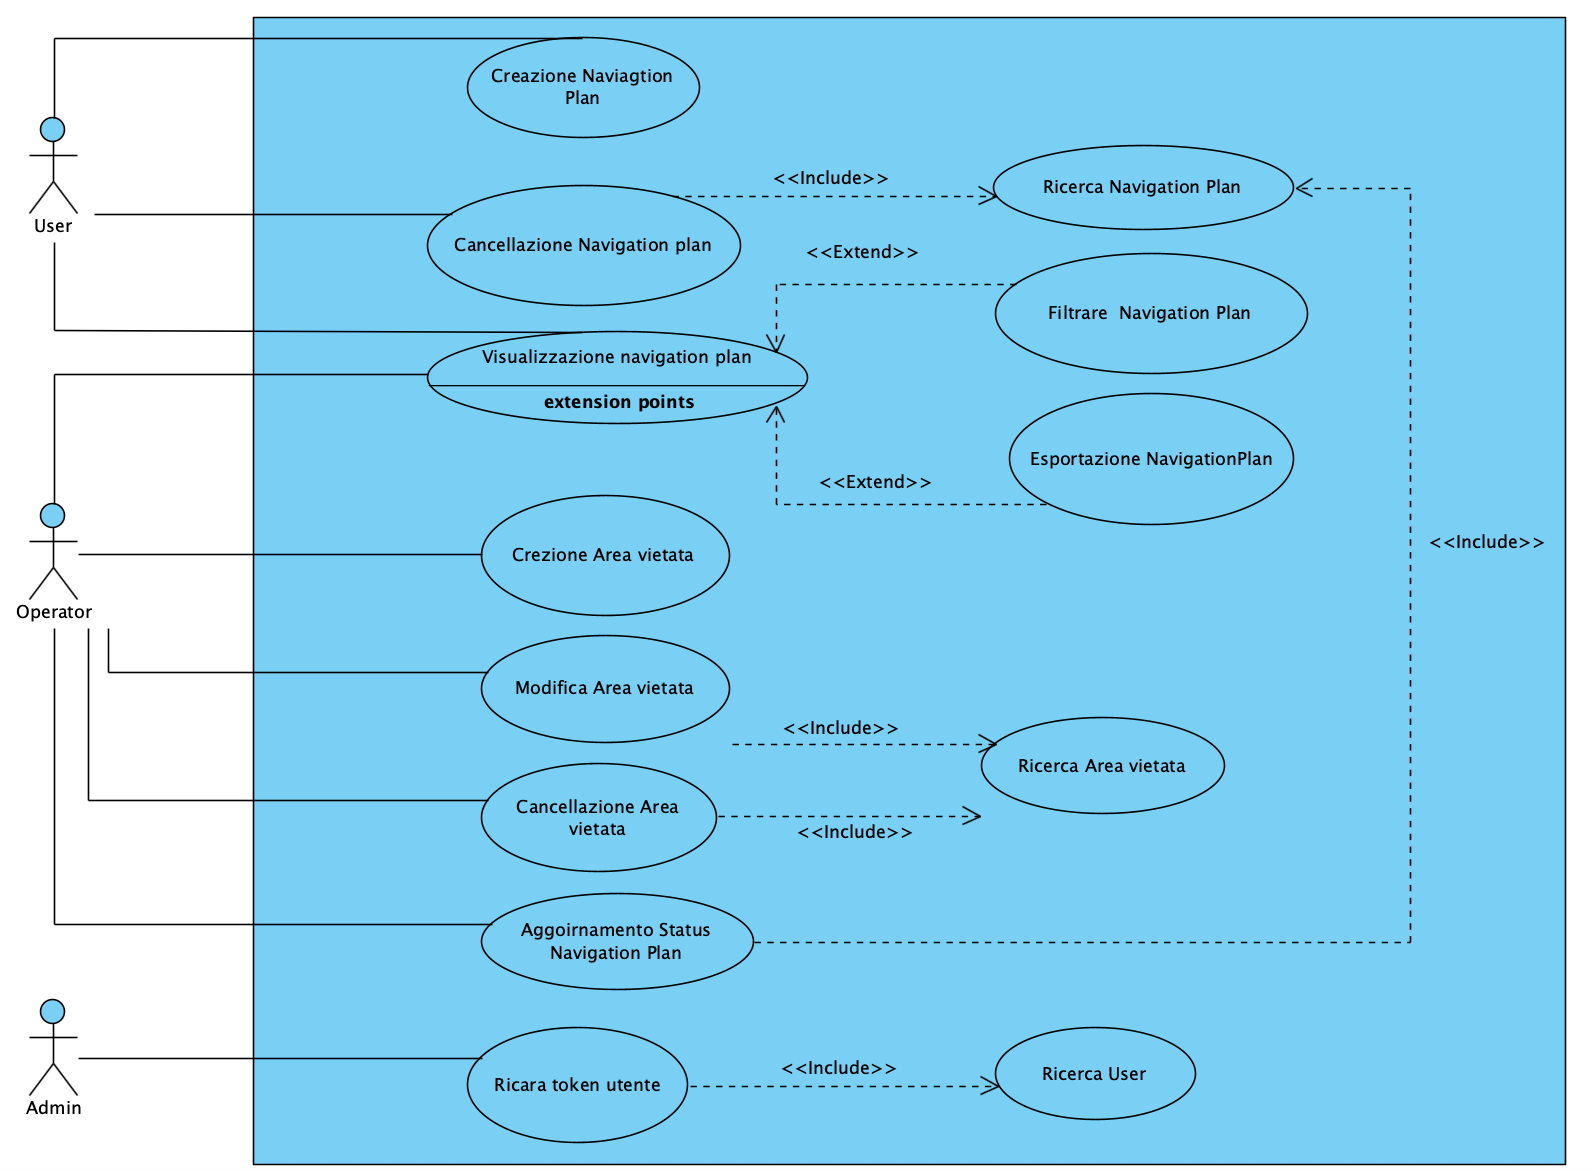 Creazione Naviagtion
Plan
<<Include>>
Ricerca Navigation Plan
User
Cancellazione Navigation plan
<<Extend>>
Filtrare  Navigation Plan
Visualizzazione navigation plan
extension points
Esportazione NavigationPlan
<<Extend>>
<<Include>>
Crezione Area vietata
Operator
Modifica Area vietata
<<Include>>
Ricerca Area vietata
Cancellazione Area
vietata
<<Include>>
Aggoirnamento Status
Navigation Plan
<<Include>>
Ricerca User
Ricara token utente
Admin